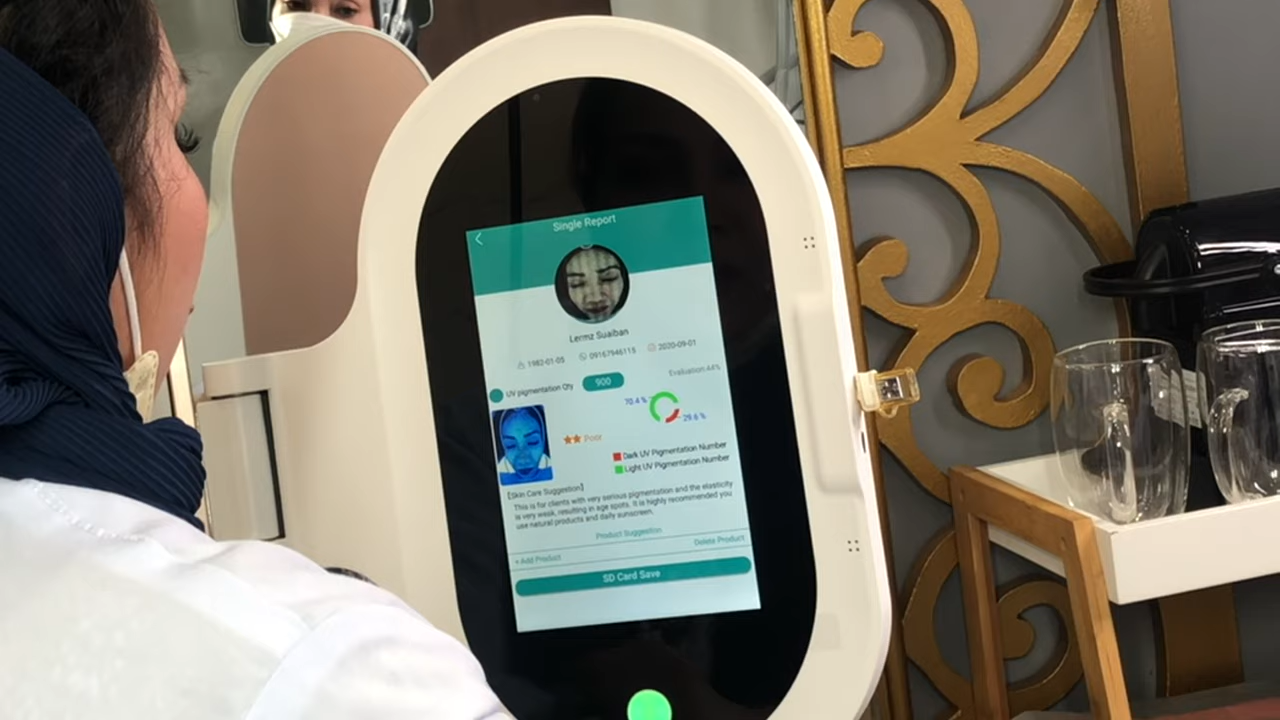 Single Report
Lermz Suaiban
1982-01-05 09167946115 2020-09-01
UV pigmentation Qty 900 Evaluation:44%
70.4 %
29.6 %
Poor
Dark UV Pigmentation Number
Light UV Pigmentation Number
【Skin Care Suggestion】
This is for clients with very serious pigmentation and the elasticity
is very weak, resulting in age spots. It is highly recommended you
use natural products and daily sunscreen.
Product Suggestion
+ Add Product Delete Product
SD Card Save